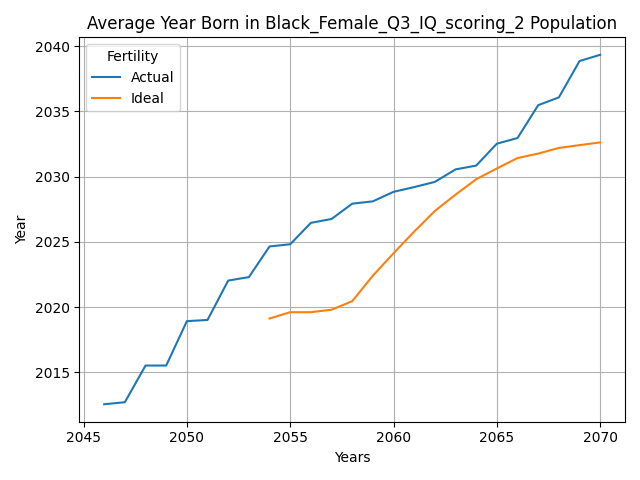 Average Year Born in Black_Female_Q3_IQ_scoring_2 Population
Fertility
Actual
Ideal
2040
2035
2030
2025
2020
2015
Year
2045
2050
2055
2060
2065
2070
Years